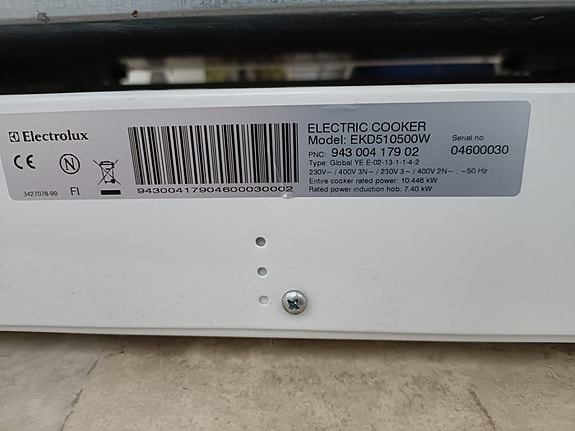 Electrolux
CE
N
3427078-99 FI
94300417904600030002
ELECTRIC COOKER
Model: EKD510500W
PNC: 943 004 179 02
Type: Global YE E-02-13-1-1-4-2
230V~ / 400V 3N~ / 230V 3~ / 400V 2N~ : ~50 Hz
Entire cooker rated power: 10.446 kW
Rated power induction hob: 7.40 kW
Serial no.
04600030